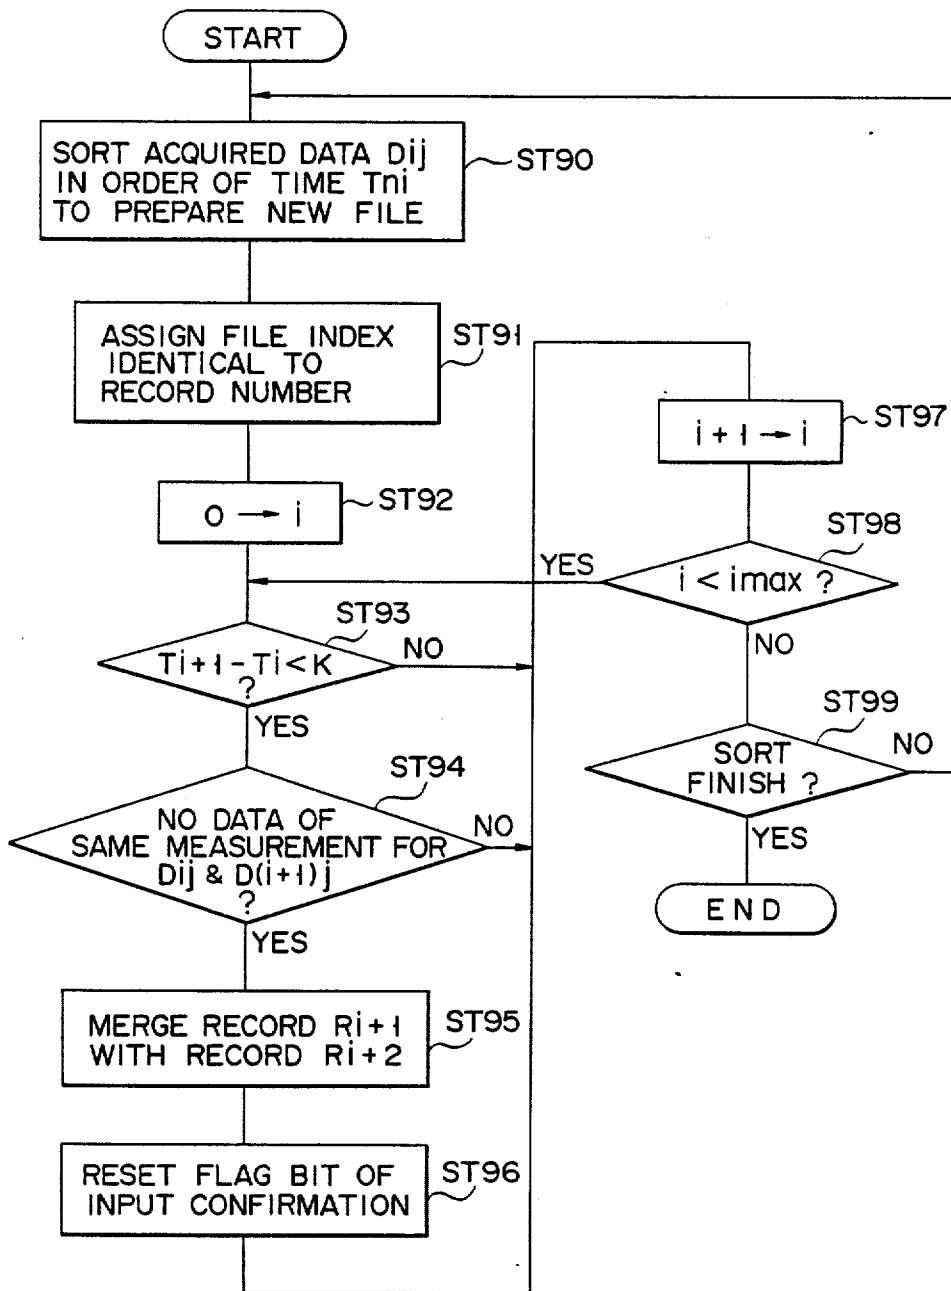 START
SORT ACQUIRED DATA Dij
IN ORDER OF TIME Tni
TO PREPARE NEW FILE
ST90
ASSIGN FILE INDEX
IDENTICAL TO
RECORD NUMBER
ST91
0 → i
ST92
Ti+1-Ti<K
?
ST93
NO
YES
NO DATA OF
SAME MEASUREMENT FOR
Dij & D(i+1)j
?
ST94
NO
YES
MERGE RECORD Ri+1
WITH RECORD Ri+2
ST95
RESET FLAG BIT OF
INPUT CONFIRMATION
ST96
i+1 → i
ST97
i < imax ?
ST98
YES
NO
SORT
FINISH ?
ST99
NO
YES
END